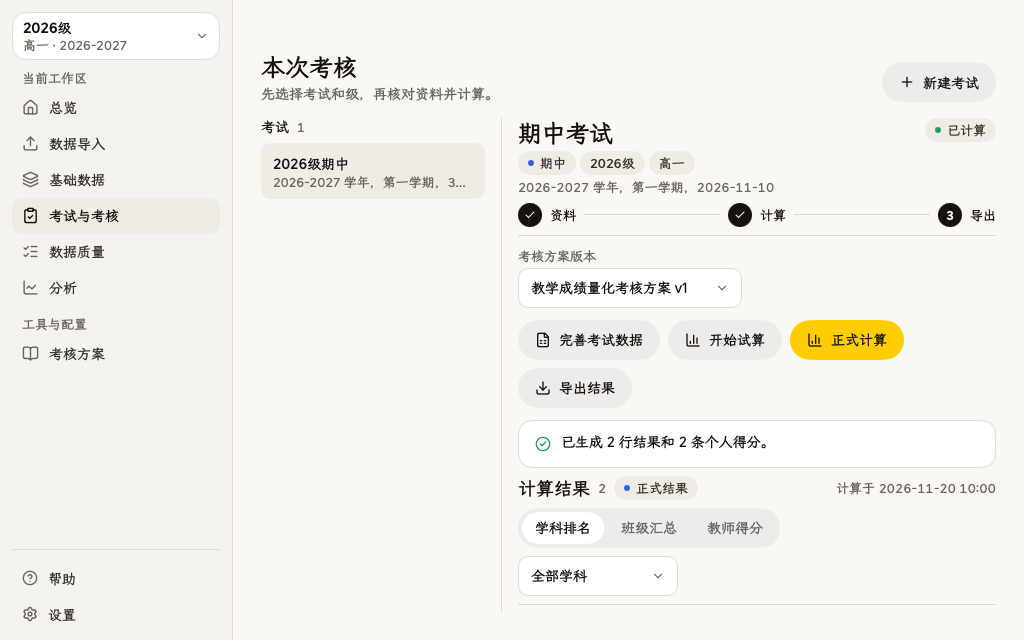 2026级
高一 · 2026-2027
当前工作区
总览
数据导入
基础数据
考试与考核
数据质量
分析
工具与配置
考核方案
帮助
设置
本次考核
先选择考试和级，再核对资料并计算。
新建考试
考试 1
2026级期中
2026-2027 学年，第一学期，3...
期中考试
已计算
期中 2026级 高一
2026-2027 学年，第一学期，2026-11-10
资料 计算 3 导出
考核方案版本
教学成绩量化考核方案 v1
完善考试数据 开始试算 正式计算
导出结果
已生成 2 行结果和 2 条个人得分。
计算结果 2 正式结果 计算于 2026-11-20 10:00
学科排名 班级汇总 教师得分
全部学科